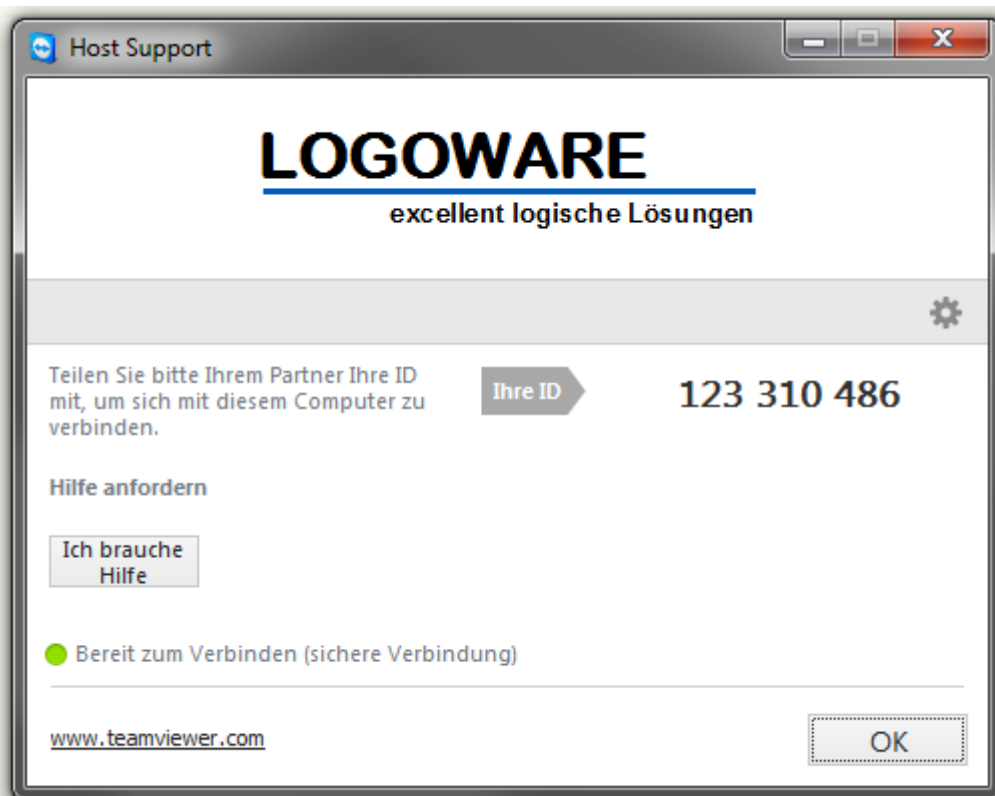 Host Support
LOGOWARE
excellent logische Lösungen
Teilen Sie bitte Ihrem Partner Ihre ID
mit, um sich mit diesem Computer zu
verbinden.
Ihre ID
123 310 486
Hilfe anfordern
Ich brauche
Hilfe
Bereit zum Verbinden (sichere Verbindung)
www.teamviewer.com
OK